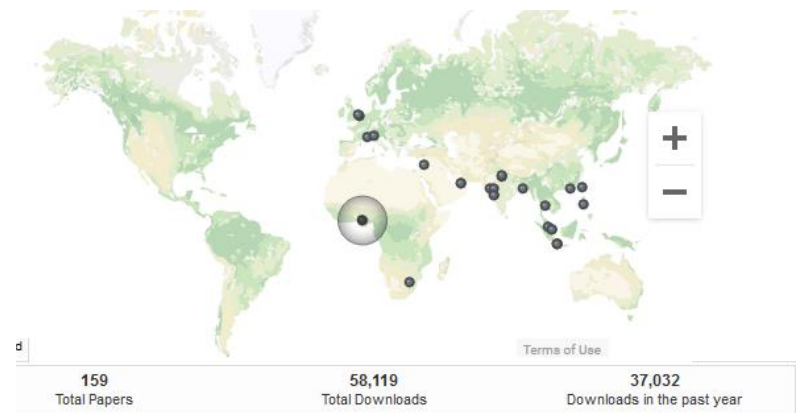 +
−
d
Terms of Use
159 58,119 37,032
Total Papers Total Downloads Downloads in the past year